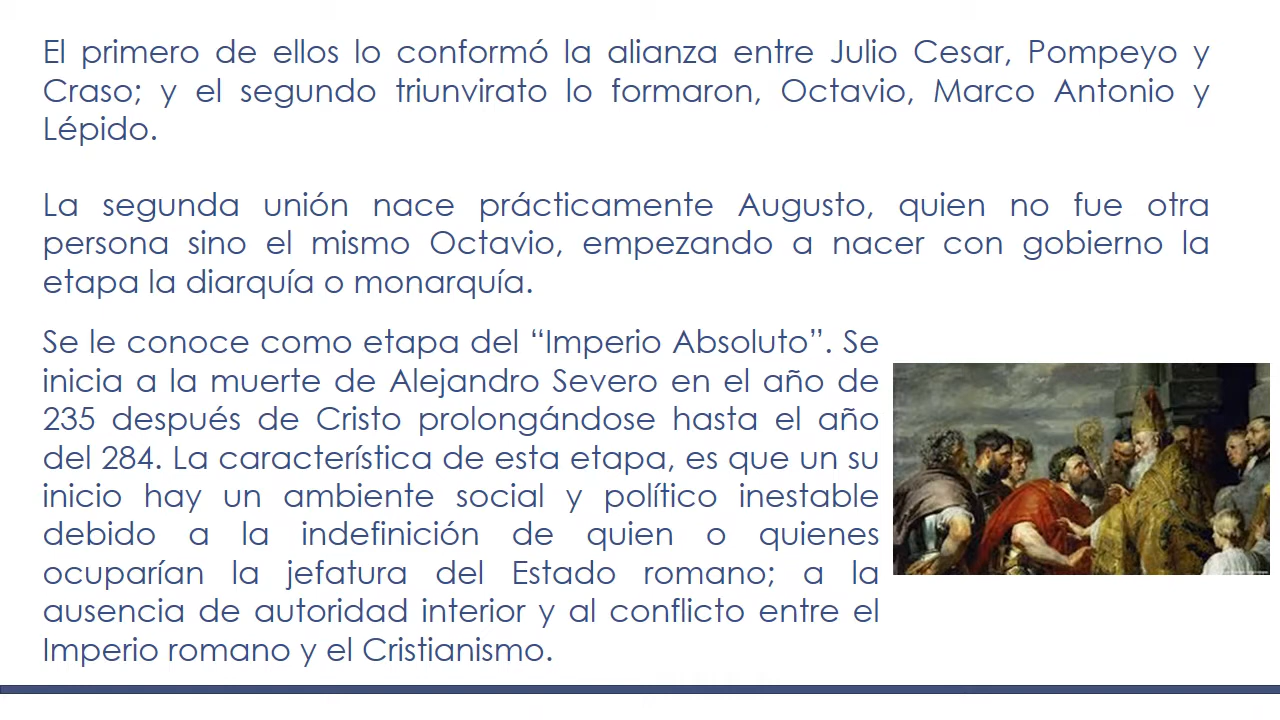 El primero de ellos lo conformó la alianza entre Julio Cesar, Pompeyo y
Craso; y el segundo triunvirato lo formaron, Octavio, Marco Antonio y
Lépido.
La segunda unión nace prácticamente Augusto, quien no fue otra
persona sino el mismo Octavio, empezando a nacer con gobierno la
etapa la diarquía o monarquía.
Se le conoce como etapa del “Imperio Absoluto”. Se
inicia a la muerte de Alejandro Severo en el año de
235 después de Cristo prolongándose hasta el año
del 284. La característica de esta etapa, es que un su
inicio hay un ambiente social y político inestable
debido a la indefinición de quien o quienes
ocuparían la jefatura del Estado romano; a la
ausencia de autoridad interior y al conflicto entre el
Imperio romano y el Cristianismo.